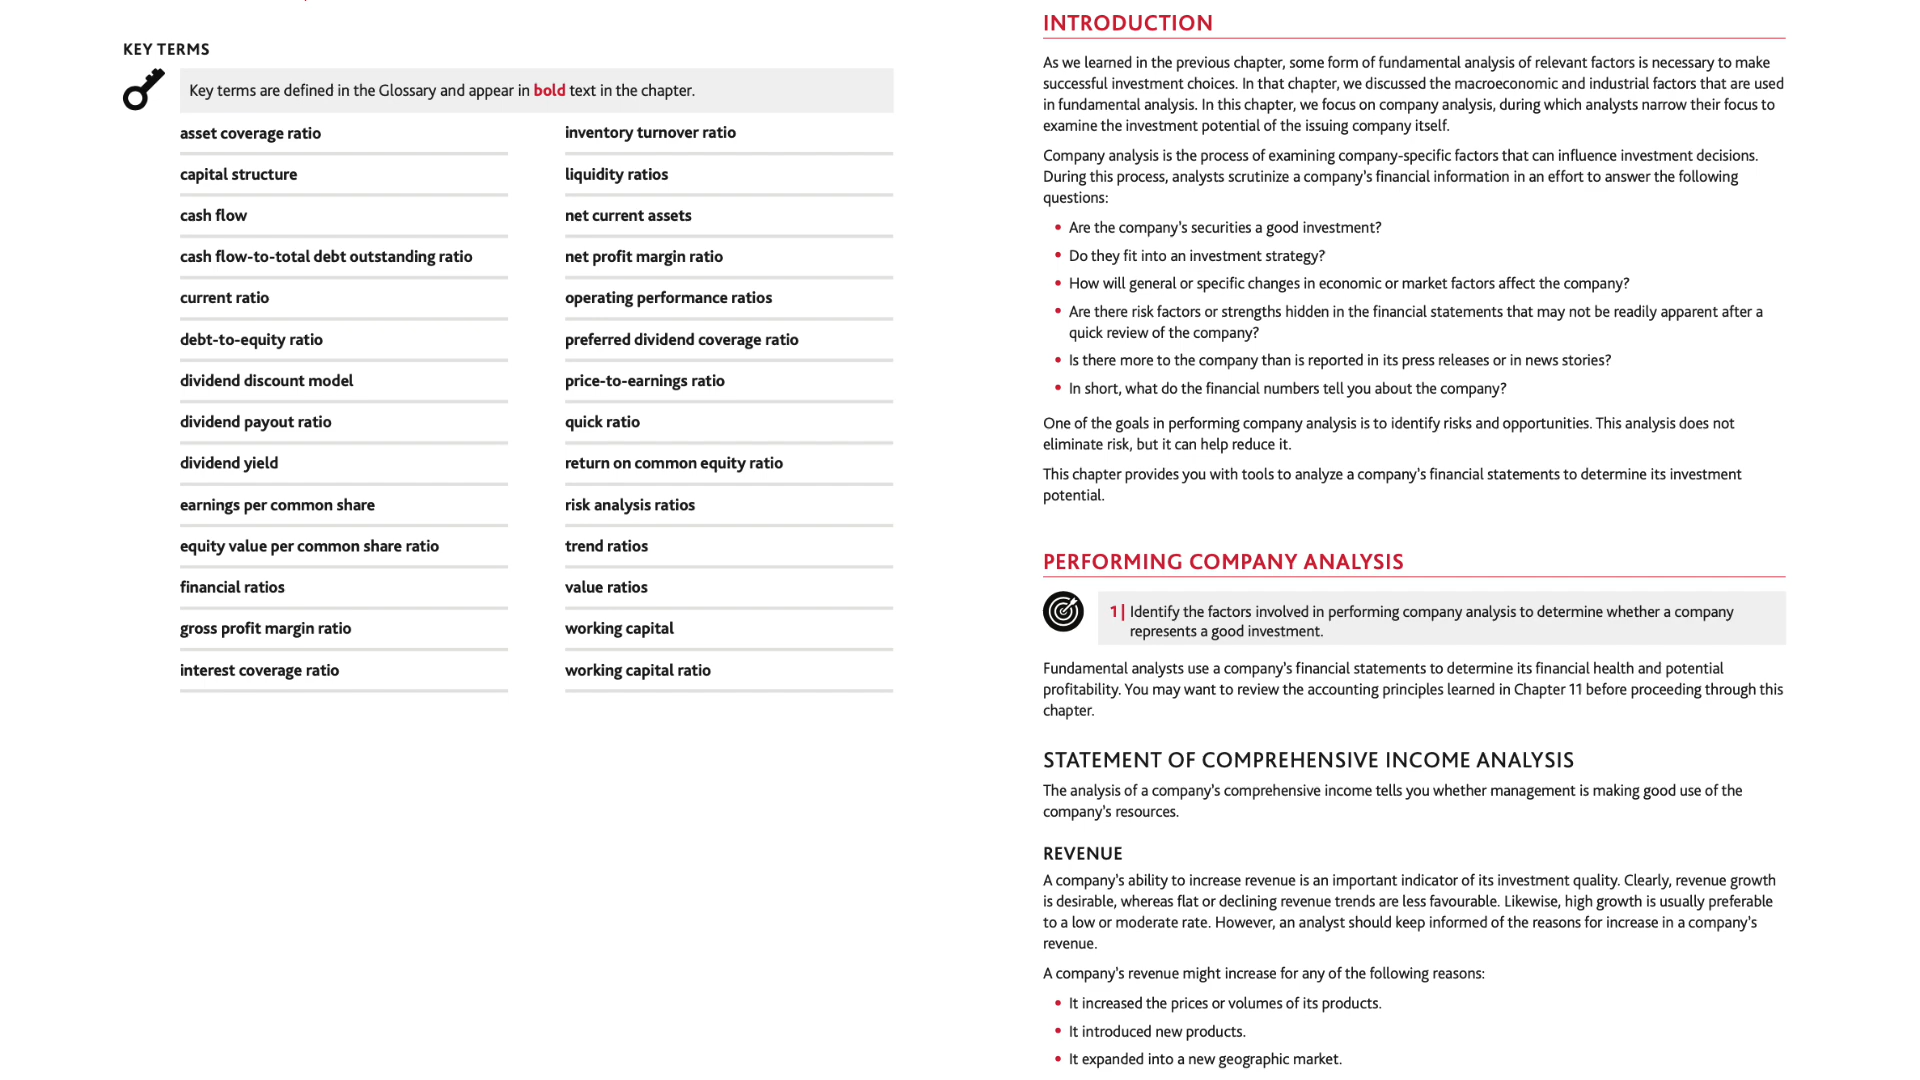 KEY TERMS
Key terms are defined in the Glossary and appear in bold text in the chapter.
asset coverage ratio
capital structure
cash flow
cash flow-to-total debt outstanding ratio
current ratio
debt-to-equity ratio
dividend discount model
dividend payout ratio
dividend yield
earnings per common share
equity value per common share ratio
financial ratios
gross profit margin ratio
interest coverage ratio
inventory turnover ratio
liquidity ratios
net current assets
net profit margin ratio
operating performance ratios
preferred dividend coverage ratio
price-to-earnings ratio
quick ratio
return on common equity ratio
risk analysis ratios
trend ratios
value ratios
working capital
working capital ratio
INTRODUCTION
As we learned in the previous chapter, some form of fundamental analysis of relevant factors is necessary to make
successful investment choices. In that chapter, we discussed the macroeconomic and industrial factors that are used
in fundamental analysis. In this chapter, we focus on company analysis, during which analysts narrow their focus to
examine the investment potential of the issuing company itself.
Company analysis is the process of examining company-specific factors that can influence investment decisions.
During this process, analysts scrutinize a company's financial information in an effort to answer the following
questions:
• Are the company's securities a good investment?
• Do they fit into an investment strategy?
• How will general or specific changes in economic or market factors affect the company?
• Are there risk factors or strengths hidden in the financial statements that may not be readily apparent after a
quick review of the company?
• Is there more to the company than is reported in its press releases or in news stories?
• In short, what do the financial numbers tell you about the company?
One of the goals in performing company analysis is to identify risks and opportunities. This analysis does not
eliminate risk, but it can help reduce it.
This chapter provides you with tools to analyze a company's financial statements to determine its investment
potential.
PERFORMING COMPANY ANALYSIS
1 | Identify the factors involved in performing company analysis to determine whether a company
represents a good investment.
Fundamental analysts use a company's financial statements to determine its financial health and potential
profitability. You may want to review the accounting principles learned in Chapter 11 before proceeding through this
chapter.
STATEMENT OF COMPREHENSIVE INCOME ANALYSIS
The analysis of a company's comprehensive income tells you whether management is making good use of the
company's resources.
REVENUE
A company's ability to increase revenue is an important indicator of its investment quality. Clearly, revenue growth
is desirable, whereas flat or declining revenue trends are less favourable. Likewise, high growth is usually preferable
to a low or moderate rate. However, an analyst should keep informed of the reasons for increase in a company's
revenue.
A company's revenue might increase for any of the following reasons:
• It increased the prices or volumes of its products.
• It introduced new products.
• It expanded into a new geographic market.